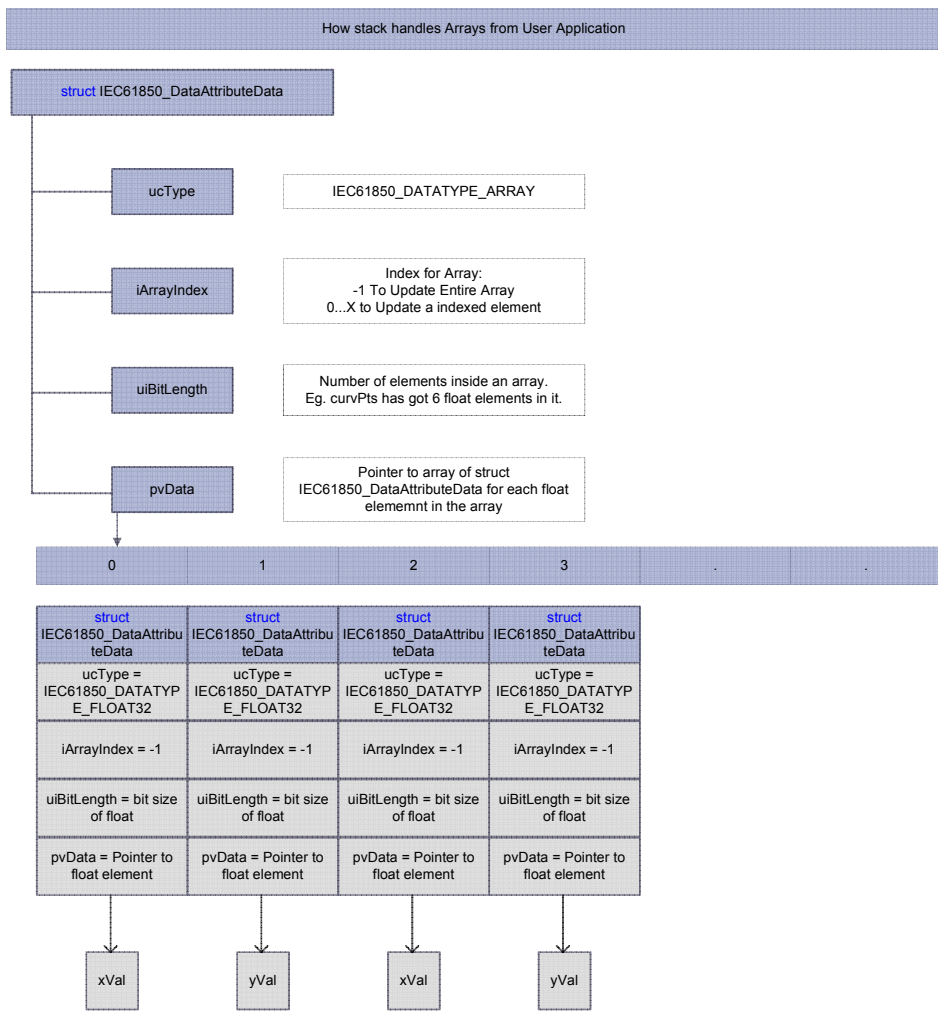 How stack handles Arrays from User Application
struct IEC61850_DataAttributeData
ucType
IEC61850_DATATYPE_ARRAY
iArrayIndex
Index for Array:
-1 To Update Entire Array
0...X to Update a indexed element
uiBitLength
Number of elements inside an array.
Eg. curvPts has got 6 float elements in it.
pvData
Pointer to array of struct
IEC61850_DataAttributeData for each float
elememnt in the array
0 1 2 3 . .
struct
IEC61850_DataAttribu
teData
ucType =
IEC61850_DATATYP
E_FLOAT32
iArrayIndex = -1
uiBitLength = bit size
of float
pvData = Pointer to
float element
xVal
struct
IEC61850_DataAttribu
teData
ucType =
IEC61850_DATATYP
E_FLOAT32
iArrayIndex = -1
uiBitLength = bit size
of float
pvData = Pointer to
float element
yVal
struct
IEC61850_DataAttribu
teData
ucType =
IEC61850_DATATYP
E_FLOAT32
iArrayIndex = -1
uiBitLength = bit size
of float
pvData = Pointer to
float element
xVal
struct
IEC61850_DataAttribu
teData
ucType =
IEC61850_DATATYP
E_FLOAT32
iArrayIndex = -1
uiBitLength = bit size
of float
pvData = Pointer to
float element
yVal